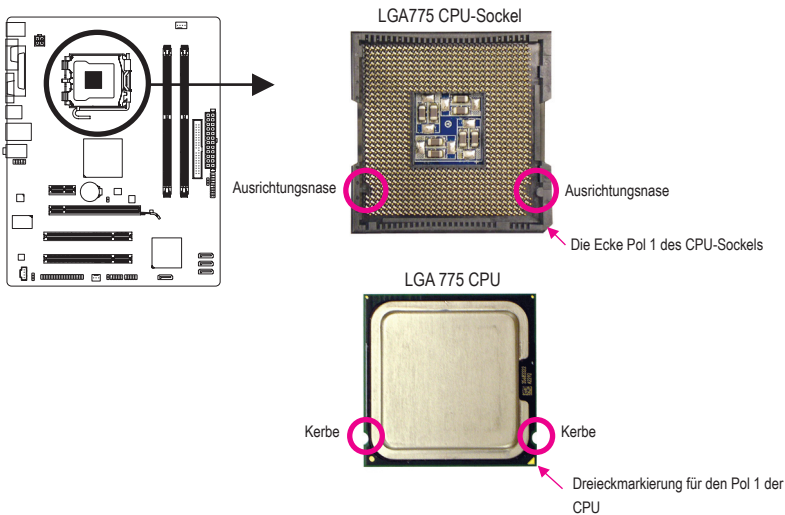 LGA775 CPU-Sockel
Ausrichtungsnase
Ausrichtungsnase
Die Ecke Pol 1 des CPU-Sockels
LGA 775 CPU
Kerbe
Kerbe
Dreieckmarkierung für den Pol 1 der
CPU